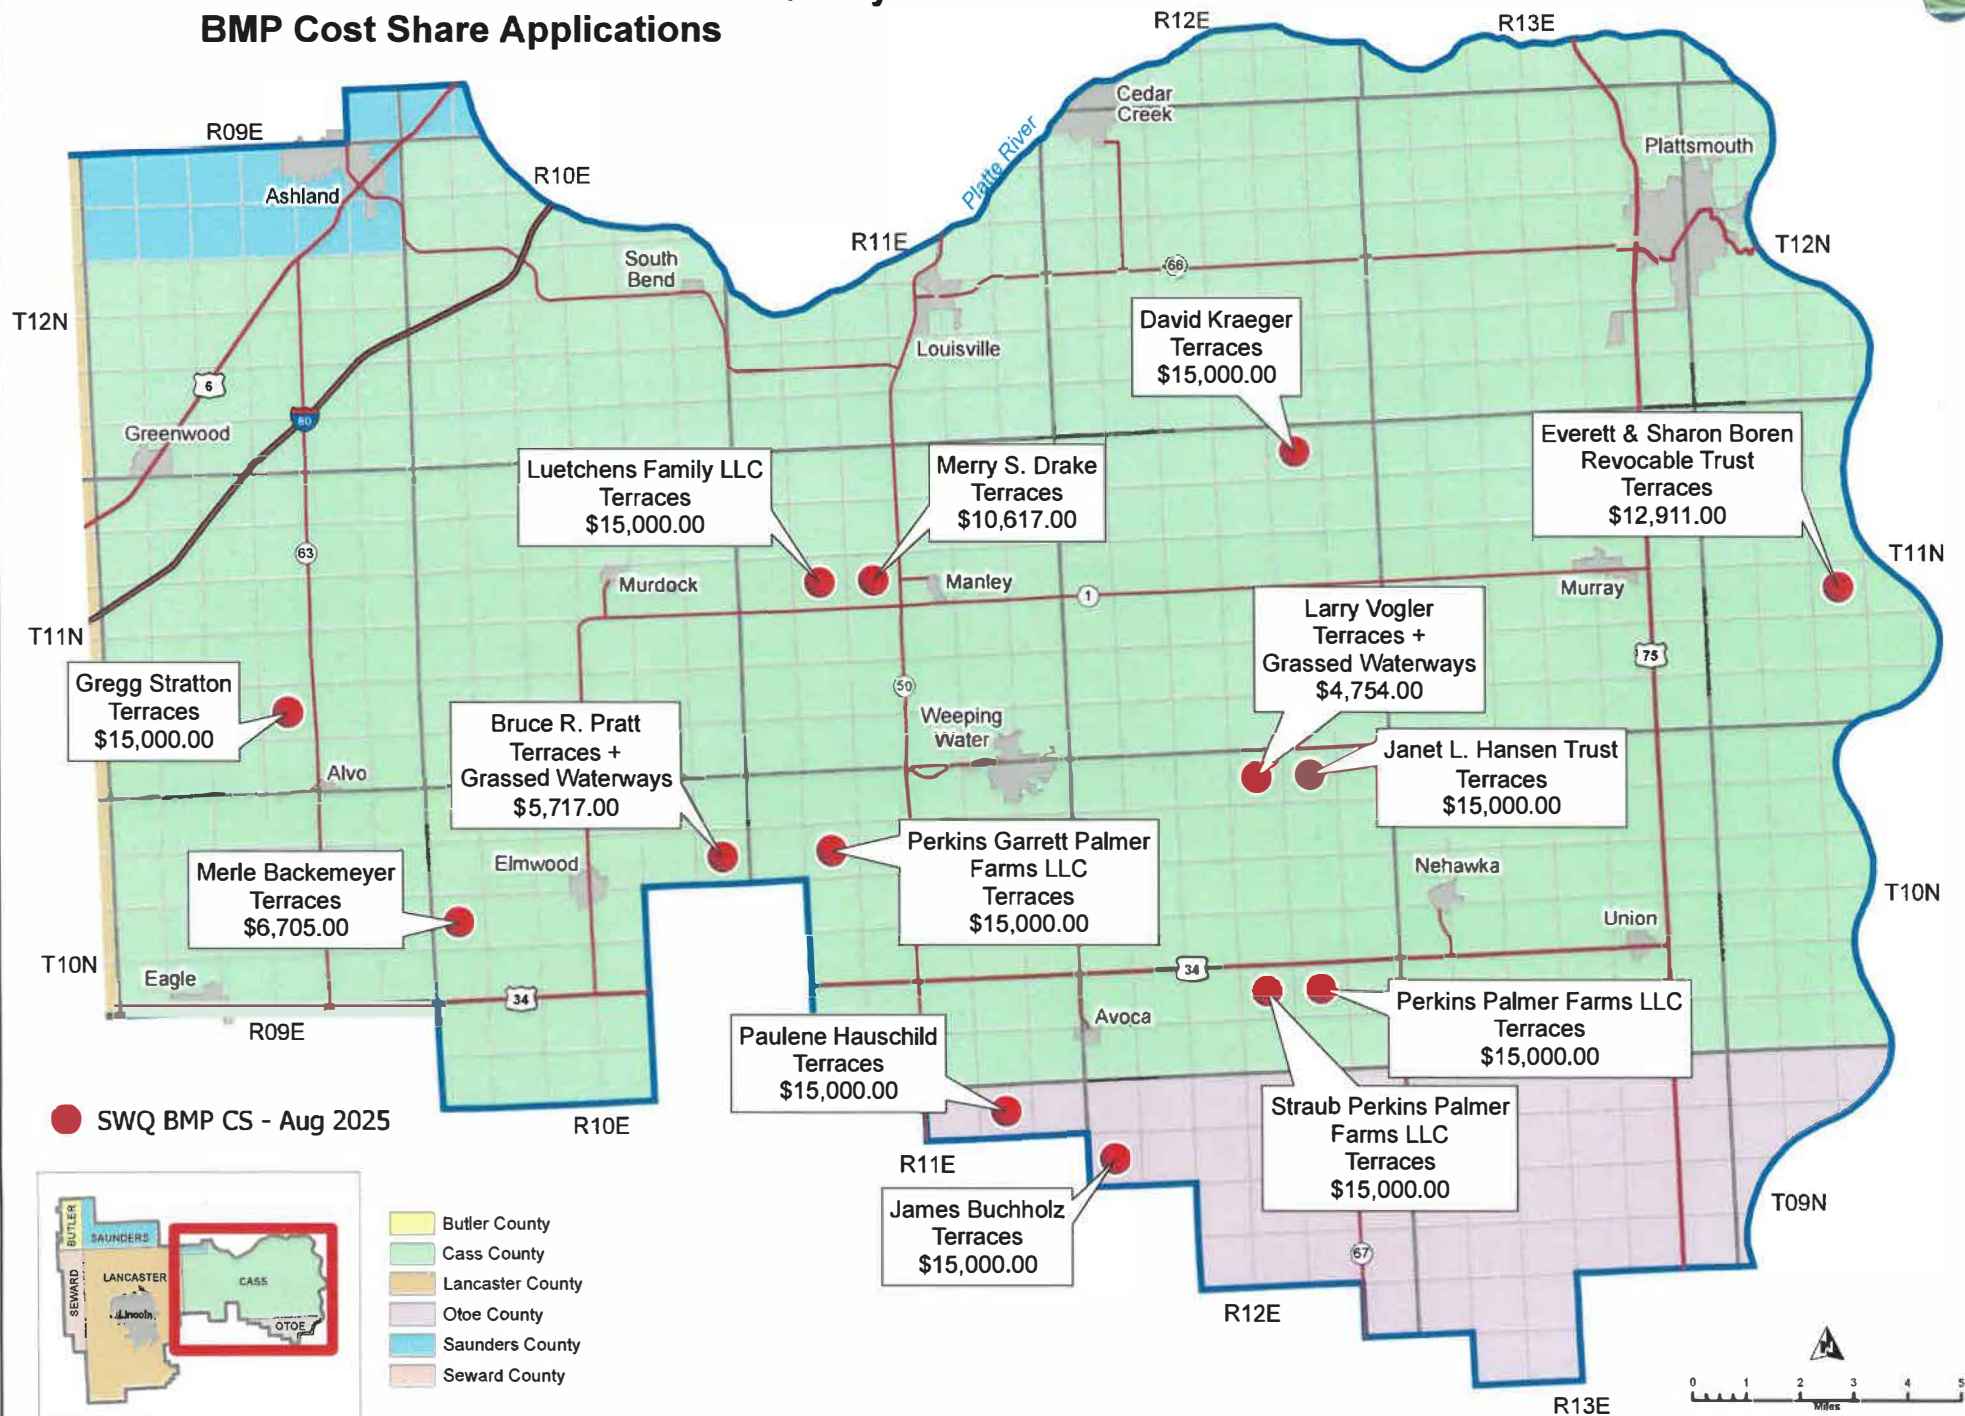 BMP Cost Share Applications
R12E
R13E
R09E
Cedar
Creek
Platte River
Plattsmouth
R10E
Ashland
R11E
T12N
South
Bend
66
T12N
David Kraeger
Terraces
$15,000.00
Louisville
6
80
Greenwood
Everett & Sharon Boren
Revocable Trust
Terraces
$12,911.00
Luetchens Family LLC
Terraces
$15,000.00
Merry S. Drake
Terraces
$10,617.00
63
T11N
Murdock
Manley
1
Murray
T11N
Larry Vogler
Terraces +
Grassed Waterways
$4,754.00
75
Gregg Stratton
Terraces
$15,000.00
50
Bruce R. Pratt
Terraces +
Grassed Waterways
$5,717.00
Weeping
Water
Janet L. Hansen Trust
Terraces
$15,000.00
Alvo
Perkins Garrett Palmer
Farms LLC
Terraces
$15,000.00
Elmwood
Merle Backemeyer
Terraces
$6,705.00
Nehawka
T10N
Union
T10N
Eagle
34
34
R09E
Avoca
Perkins Palmer Farms LLC
Terraces
$15,000.00
Paulene Hauschild
Terraces
$15,000.00
SWQ BMP CS - Aug 2025
R10E
Straub Perkins Palmer
Farms LLC
Terraces
$15,000.00
R11E
James Buchholz
Terraces
$15,000.00
T09N
67
R12E
R13E
BUTLER
SAUNDERS
SEWARD
LANCASTER
Lincoln
CASS
OTOE
Butler County
Cass County
Lancaster County
Otoe County
Saunders County
Seward County
N
0 1 2 3 4 5
Miles